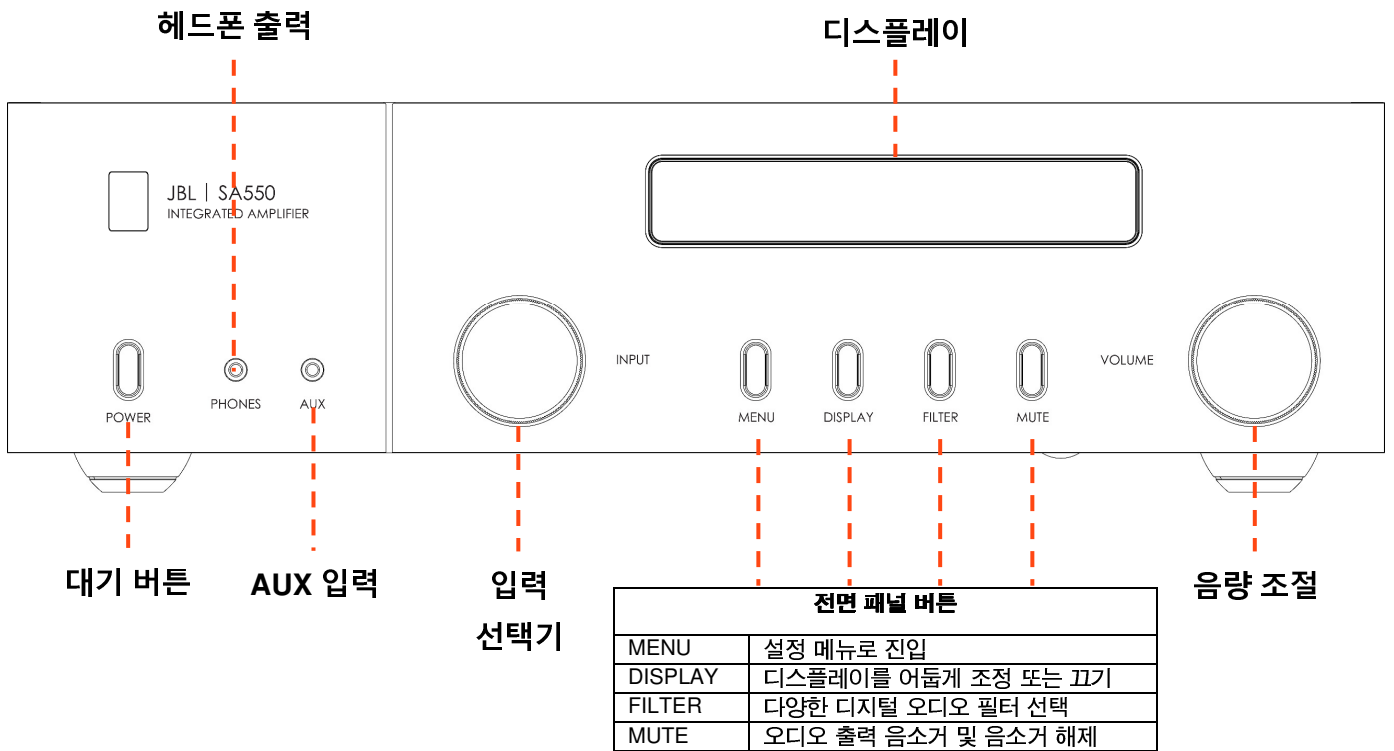 헤드폰 출력
디스플레이
JBL | SA550
INTEGRATED AMPLIFIER
INPUT
VOLUME
POWER
PHONES
AUX
MENU
DISPLAY
FILTER
MUTE
대기 버튼
AUX 입력
입력
선택기
음량 조절
전면 패널 버튼
MENU 설정 메뉴로 진입
DISPLAY 디스플레이를 어둡게 조정 또는 끄기
FILTER 다양한 디지털 오디오 필터 선택
MUTE 오디오 출력 음소거 및 음소거 해제